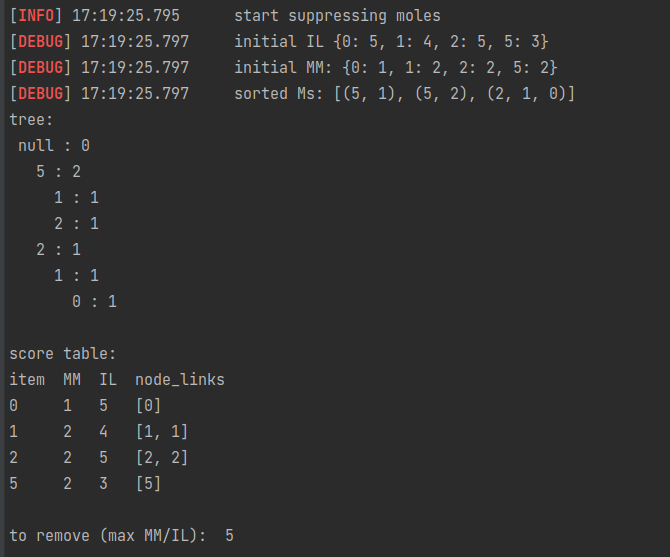 [INFO] 17:19:25.795      start suppressing moles
[DEBUG] 17:19:25.797     initial IL {0: 5, 1: 4, 2: 5, 5: 3}
[DEBUG] 17:19:25.797     initial MM: {0: 1, 1: 2, 2: 2, 5: 2}
[DEBUG] 17:19:25.797     sorted Ms: [(5, 1), (5, 2), (2, 1, 0)]
tree:
 null : 0
   5 : 2
     1 : 1
     2 : 1
   2 : 1
     1 : 1
       0 : 1
score table:
item  MM  IL  node_links
0     1   5   [0]
1     2   4   [1, 1]
2     2   5   [2, 2]
5     2   3   [5]
to remove (max MM/IL):  5